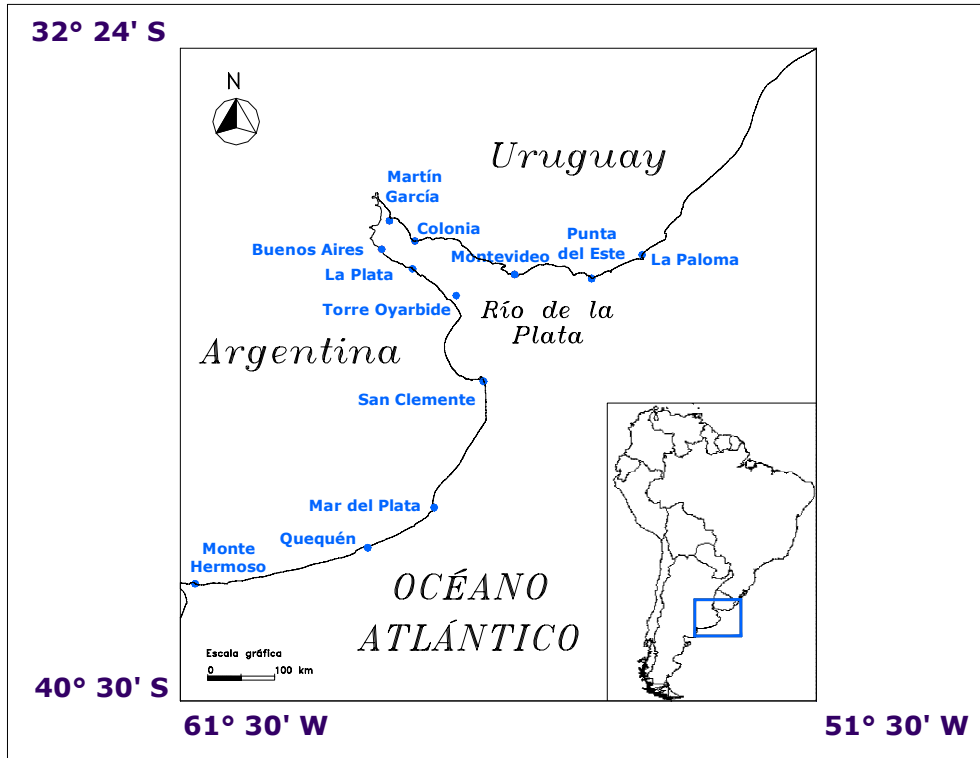 32° 24' S
N
Uruguay
Martín
García
Colonia
Buenos Aires
Montevideo
Punta
del Este
La Paloma
La Plata
Torre Oyarbide
Río de la
Plata
Argentina
San Clemente
Mar del Plata
Quequén
Monte
Hermoso
OCÉANO
ATLÁNTICO
Escala gráfica
0 100 km
40° 30' S
61° 30' W
51° 30' W